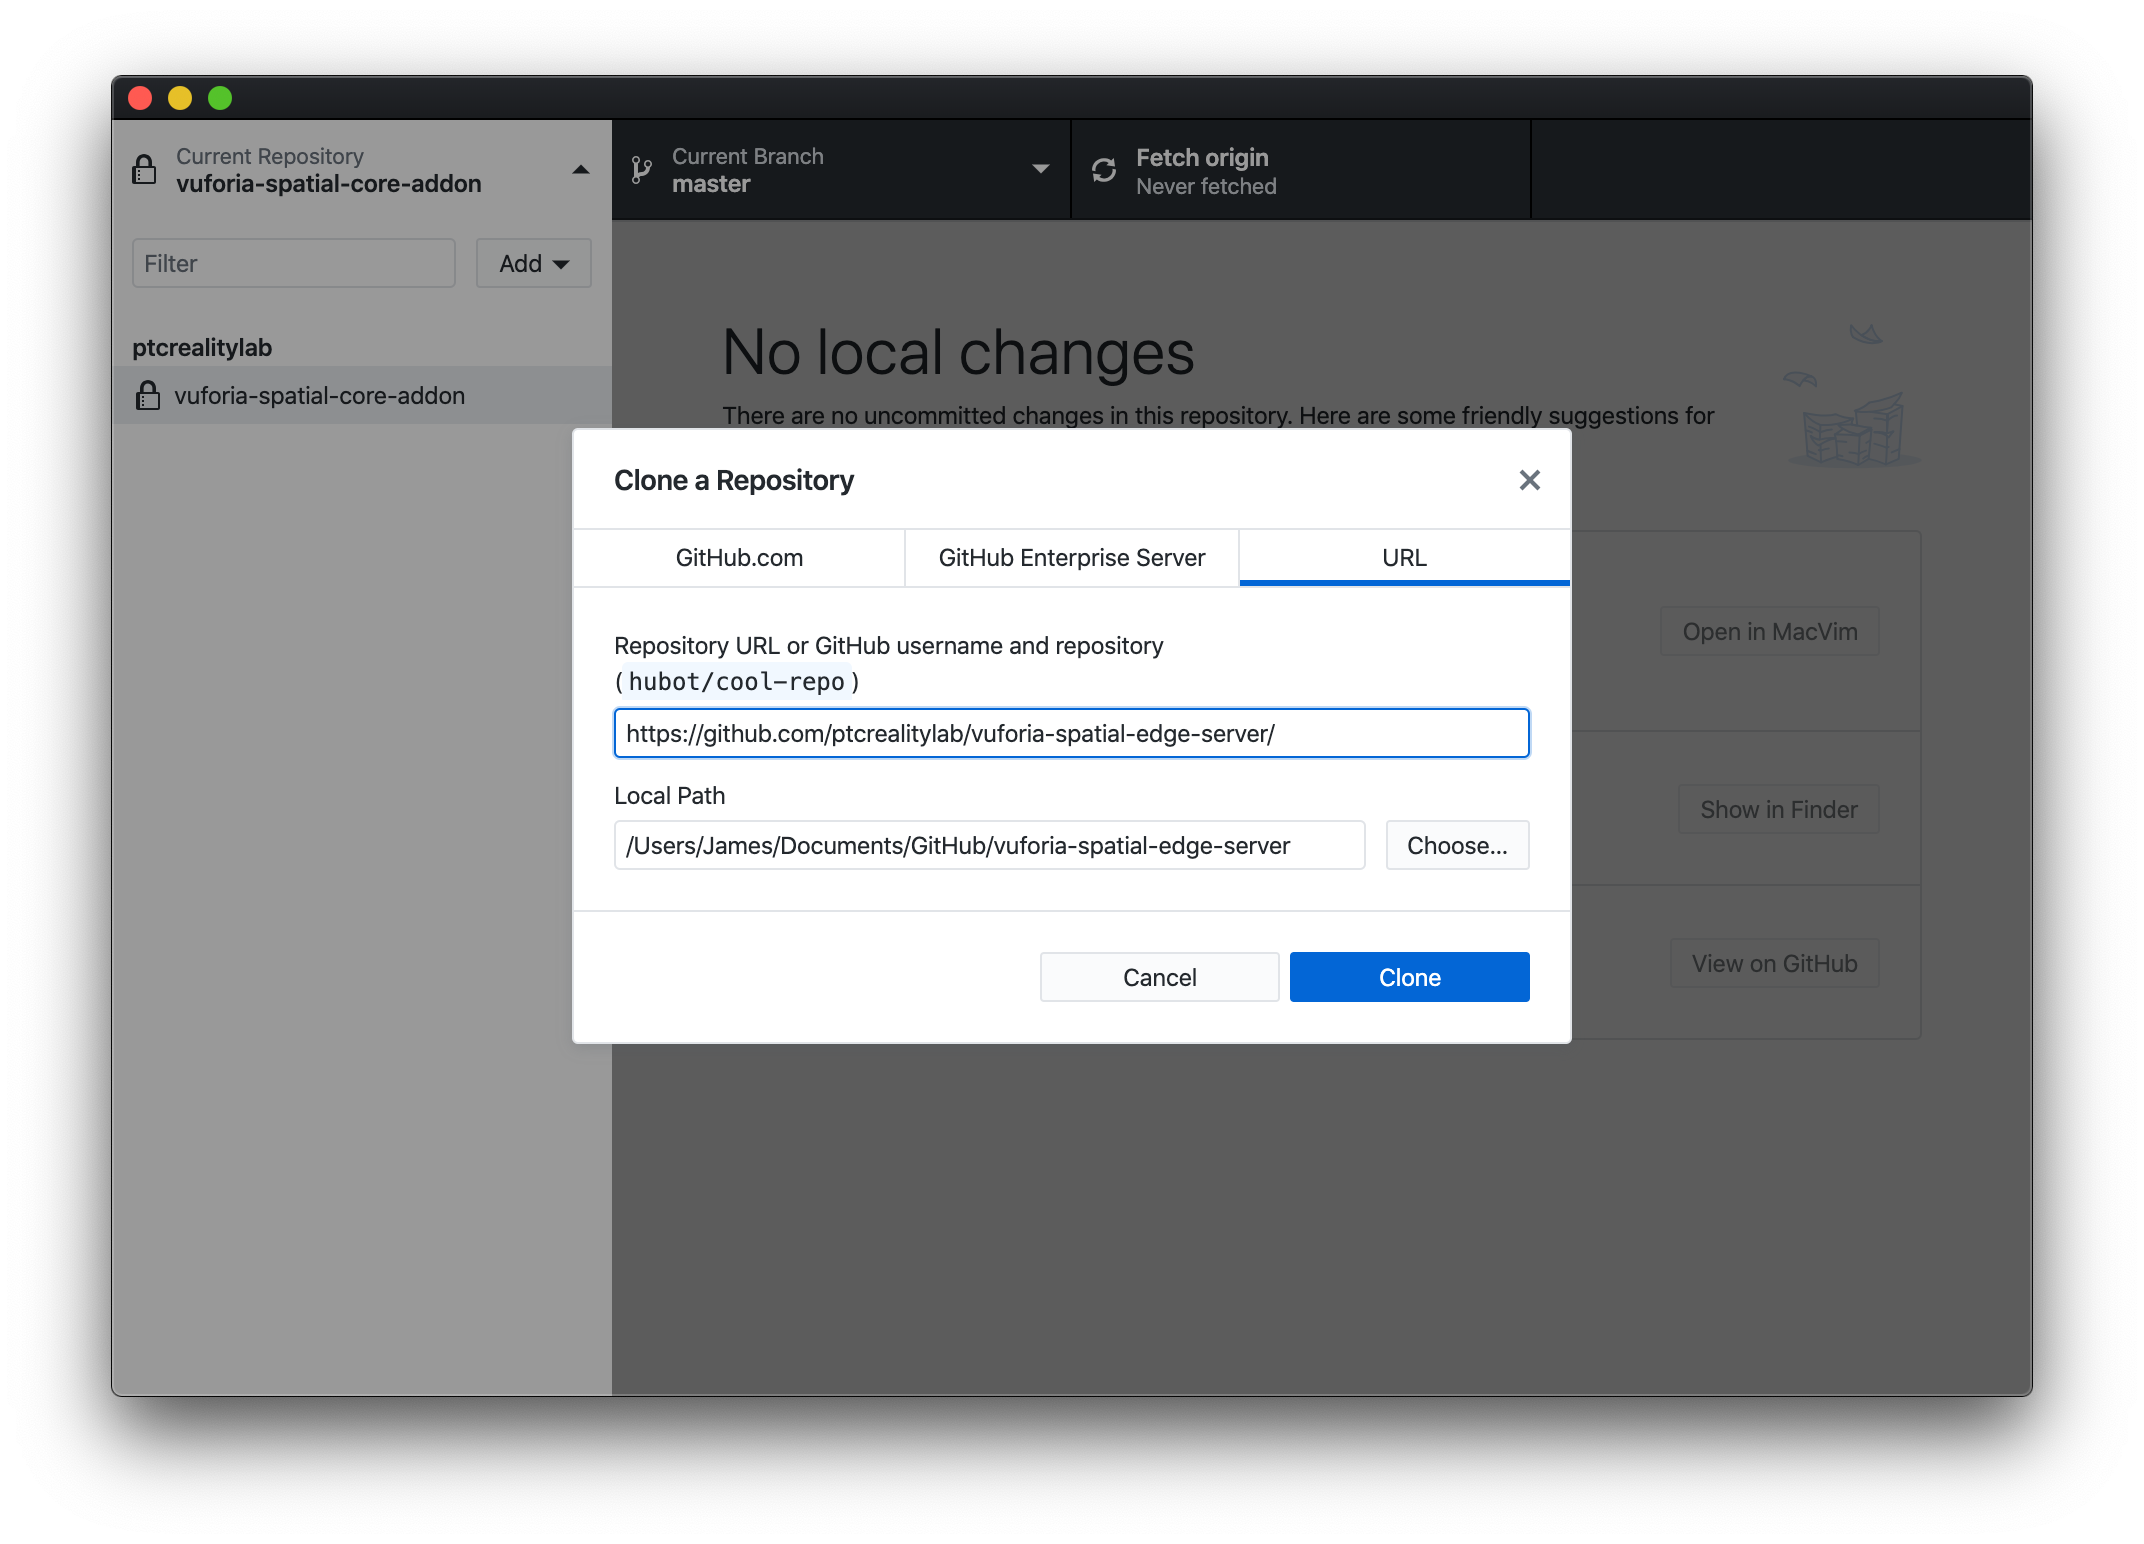 Current Repository
vuforia-spatial-core-addon
Current Branch
master
Fetch origin
Never fetched
Filter
Add
ptcrealitylab
vuforia-spatial-core-addon
No local changes
There are no uncommitted changes in this repository. Here are some friendly suggestions for
Clone a Repository
GitHub.com
GitHub Enterprise Server
URL
Repository URL or GitHub username and repository
(hubot/cool-repo)
https://github.com/ptcrealitylab/vuforia-spatial-edge-server/
Local Path
/Users/James/Documents/GitHub/vuforia-spatial-edge-server
Choose...
Cancel
Clone
Open in MacVim
Show in Finder
View on GitHub